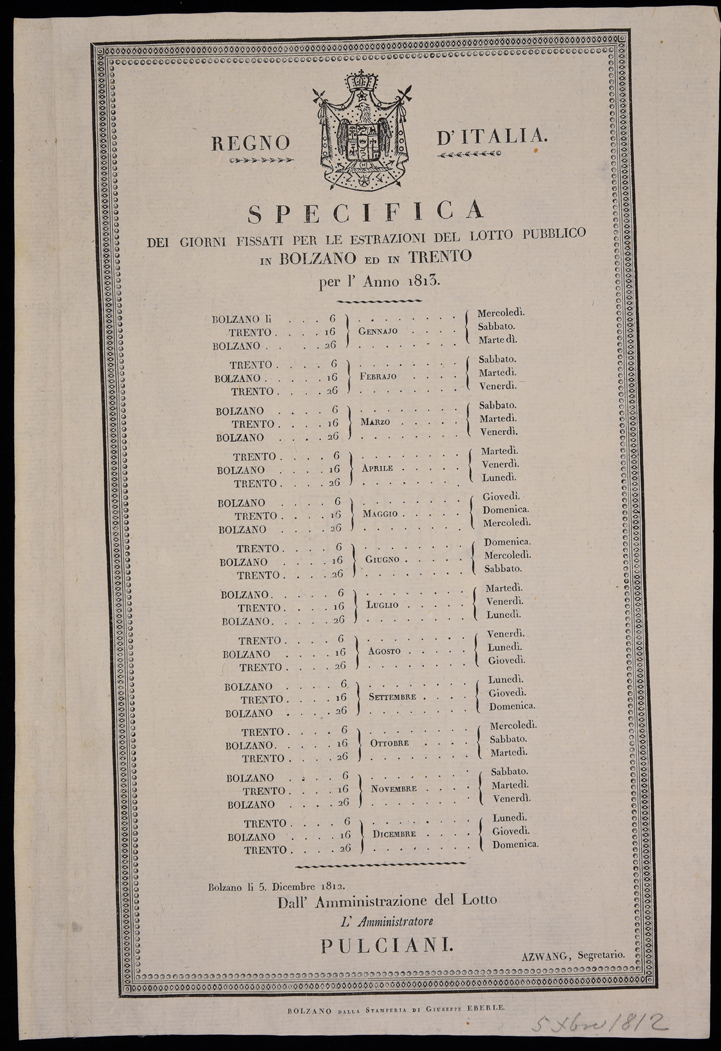 REGNO D'ITALIA.
SPECIFICA
DEI GIORNI FISSATI PER LE ESTRAZIONI DEL LOTTO PUBBLICO
IN BOLZANO ED IN TRENTO
per l' Anno 1813.
BOLZANO li . . . . 6 } . . . . . . . . { Mercoledì.
TRENTO . . . . 16 } GENNAJO . . . . { Sabbato.
BOLZANO . . . . . 26 } . . . . . . . . { Marte dì.
TRENTO . . . . 6 } . . . . . . . . { Sabbato.
BOLZANO . . . . . 16 } FEBRAJO . . . . . { Martedì.
TRENTO . . . . 26 } . . . . . . . . { Venerdì.
BOLZANO . . . . 6 } . . . . . . . . { Sabbato.
TRENTO . . . . 16 } MARZO . . . . . { Martedì.
BOLZANO . . . . 26 } . . . . . . . . { Venerdì.
TRENTO . . . . 6 } . . . . . . . . { Martedì.
BOLZANO . . . . 16 } APRILE . . . . . { Venerdì.
TRENTO . . . . 26 } . . . . . . . . { Lunedì.
BOLZANO . . . . 6 } . . . . . . . . { Giovedì.
TRENTO . . . . 16 } MAGGIO . . . . . { Domenica.
BOLZANO . . . . 26 } . . . . . . . . { Mercoledì.
TRENTO . . . . 6 } . . . . . . . . { Domenica.
BOLZANO . . . . 16 } GIUGNO . . . . . { Mercoledì.
TRENTO . . . . 26 } . . . . . . . . { Sabbato.
BOLZANO. . . . . 6 } . . . . . . . . { Martedì.
TRENTO . . . . 16 } LUGLIO . . . . . { Venerdì.
BOLZANO. . . . . 26 } . . . . . . . . { Lunedì.
TRENTO . . . . 6 } . . . . . . . . { Venerdì.
BOLZANO . . . . 16 } AGOSTO . . . . . { Lunedì.
TRENTO . . . . 26 } . . . . . . . . { Giovedì.
BOLZANO . . . . 6 } . . . . . . . . { Lunedì.
TRENTO . . . . 16 } SETTEMBRE . . . . { Giovedì.
BOLZANO . . . . 26 } . . . . . . . . { Domenica.
TRENTO . . . . 6 } . . . . . . . . { Mercoledì.
BOLZANO. . . . . 16 } OTTOBRE . . . . { Sabbato.
TRENTO . . . . 26 } . . . . . . . . { Martedì.
BOLZANO . . . . 6 } . . . . . . . . { Sabbato.
TRENTO . . . . 16 } NOVEMBRE . . . . { Martedì.
BOLZANO . . . . 26 } . . . . . . . . { Venerdì.
TRENTO . . . . 6 } . . . . . . . . { Lunedì.
BOLZANO . . . . 16 } DICEMBRE . . . . { Giovedì.
TRENTO . . . . 26 } . . . . . . . . { Domenica.
Bolzano li 5. Dicembre 1812.
Dall' Amministrazione del Lotto
L' Amministratore
PULCIANI.
AZWANG, Segretario.
BOLZANO DALLA STAMPERIA DI GIUSEPPE EBERLE.
5 Xbre 1812